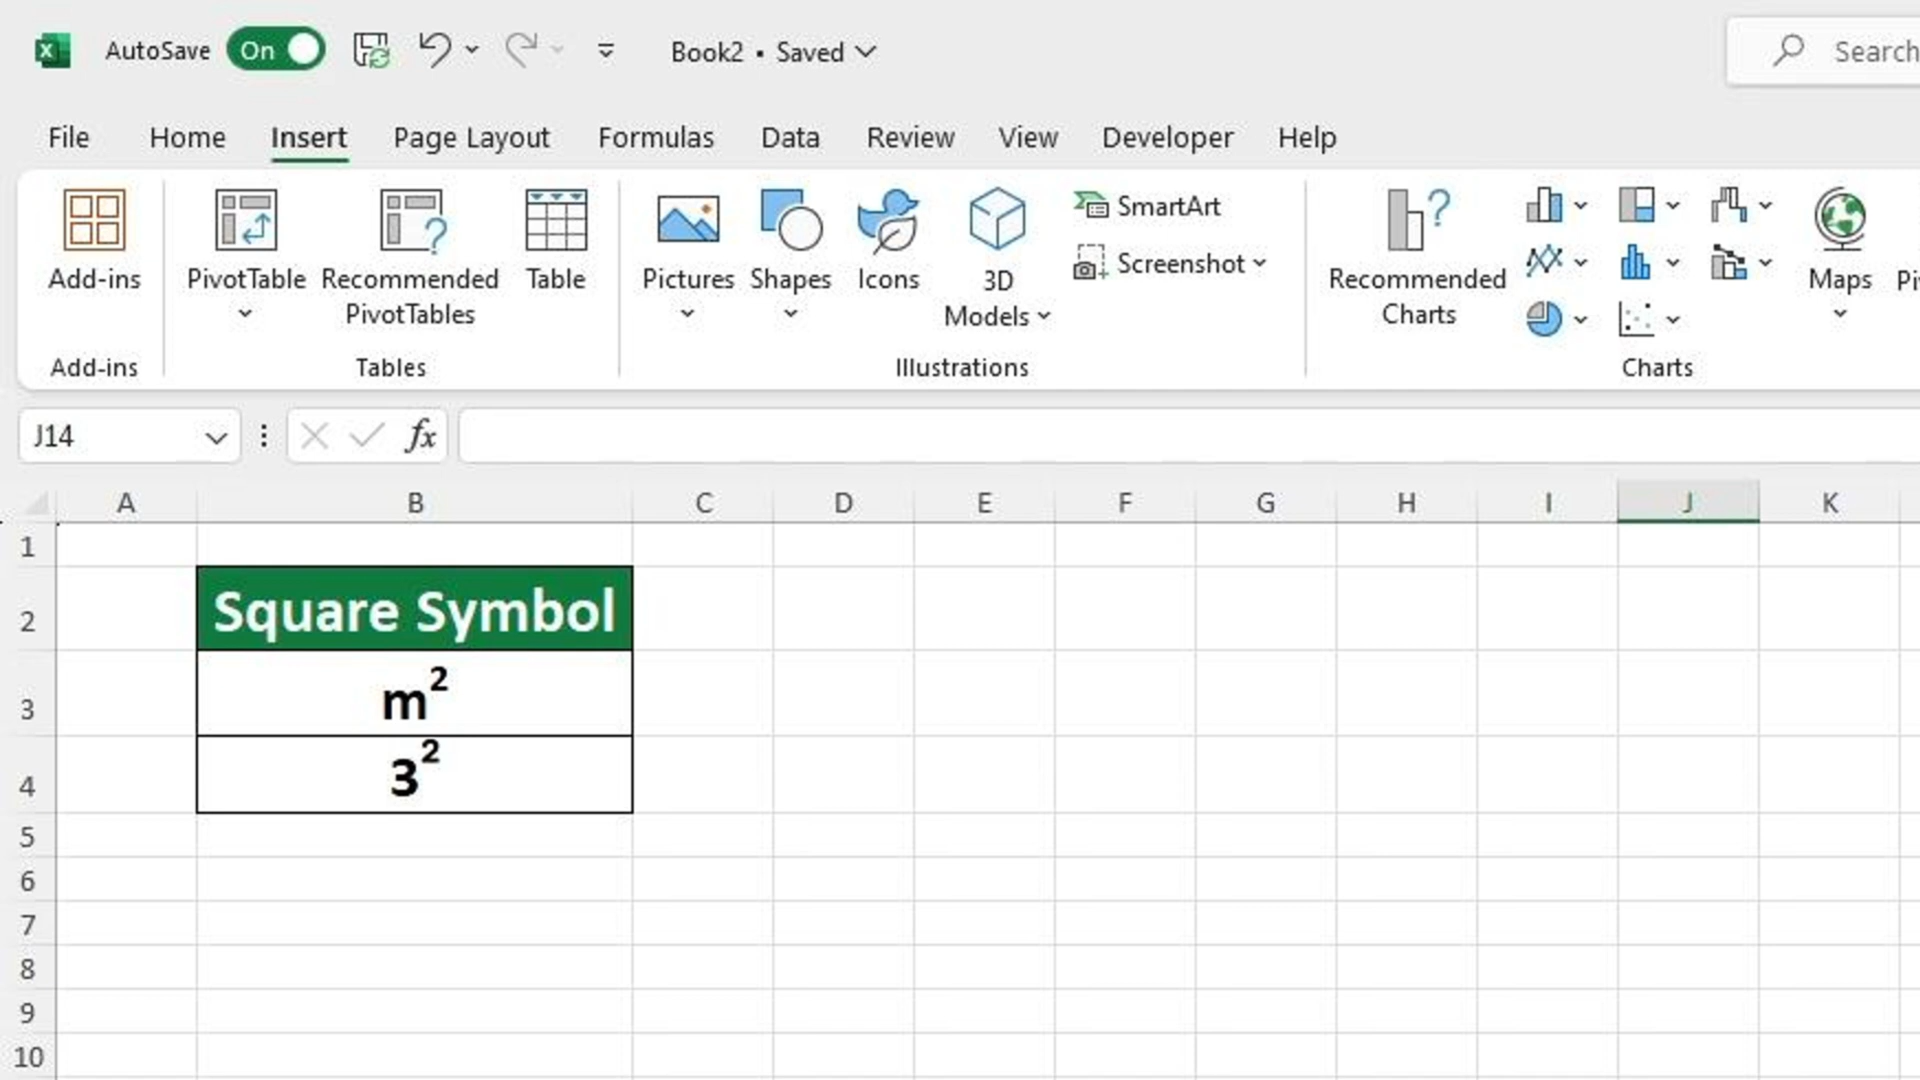 AutoSave On Book2 • Saved Search
File Home Insert Page Layout Formulas Data Review View Developer Help
Add-ins PivotTable Recommended PivotTables Table Pictures Shapes Icons 3D Models SmartArt Screenshot Recommended Charts Maps
Add-ins Tables Illustrations Charts
J14 fx
A B C D E F G H I J K
1
2 Square Symbol
3 m²
4 3²
5
6
7
8
9
10